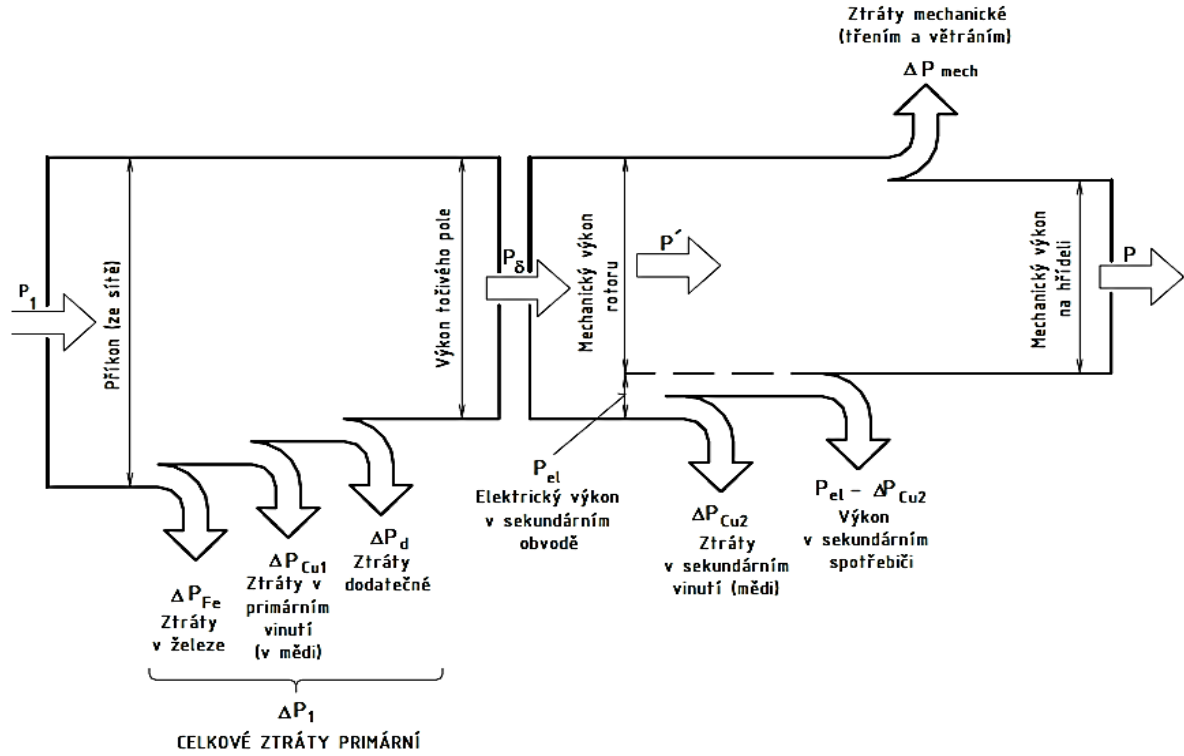 Ztráty mechanické
(třením a větráním)
ΔP mech
P1
Příkon (ze sítě)
Výkon točivého pole
Pδ
Mechanický výkon
rotoru
P´
Mechanický výkon
na hřídeli
P
Pel
Elektrický výkon
v sekundárním
obvodě
ΔPCu2
Ztráty
v sekundárním
vinutí (mědi)
Pel – ΔPCu2
Výkon
v sekundárním
spotřebiči
ΔPd
Ztráty
dodatečné
ΔPCu1
Ztráty v
primárním
vinutí
(v mědi)
ΔPFe
Ztráty
v železe
ΔP1
CELKOVÉ ZTRÁTY PRIMÁRNÍ